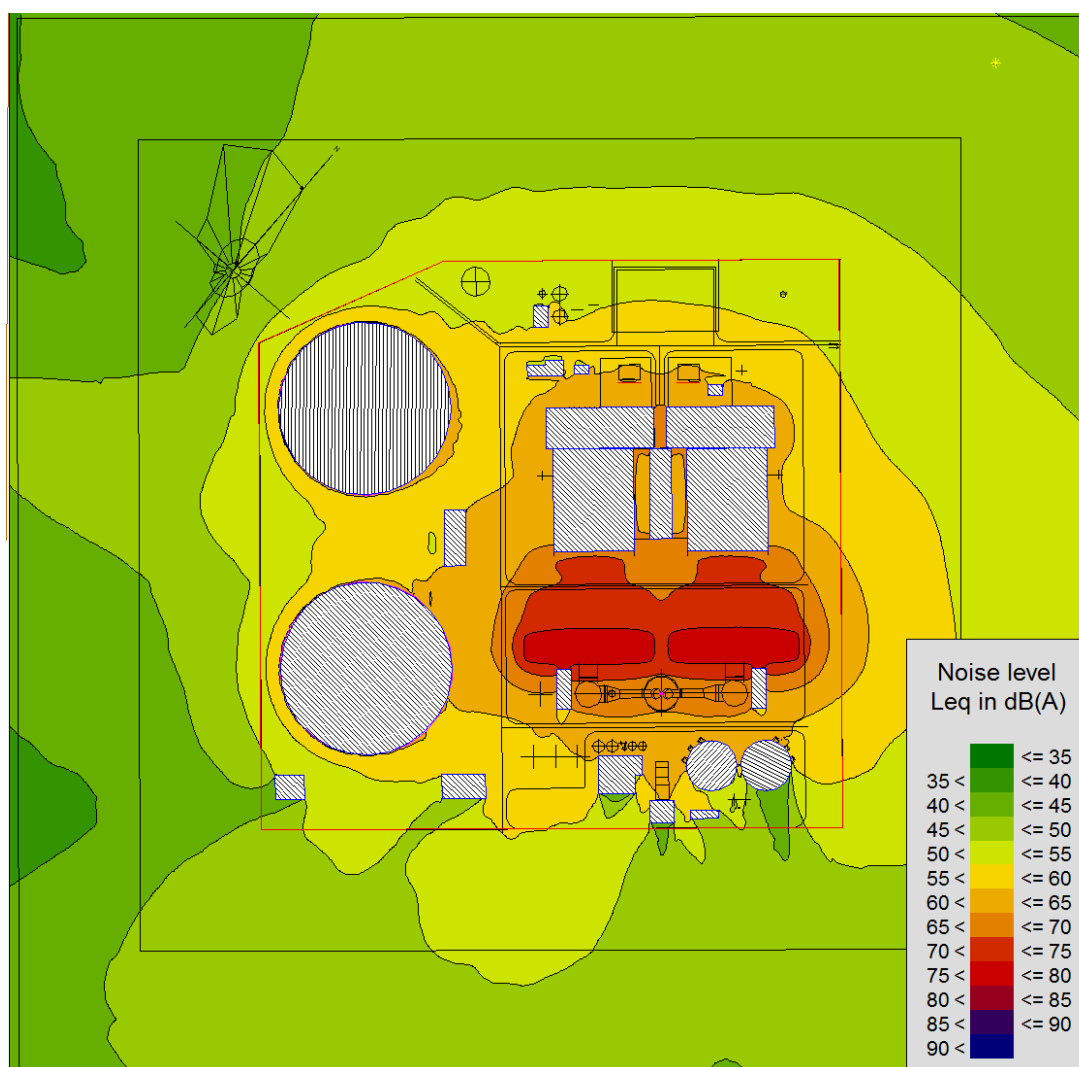 Noise level
Leq in dB(A)
<= 35
35 < <= 40
40 < <= 45
45 < <= 50
50 < <= 55
55 < <= 60
60 < <= 65
65 < <= 70
70 < <= 75
75 < <= 80
80 < <= 85
85 < <= 90
90 <